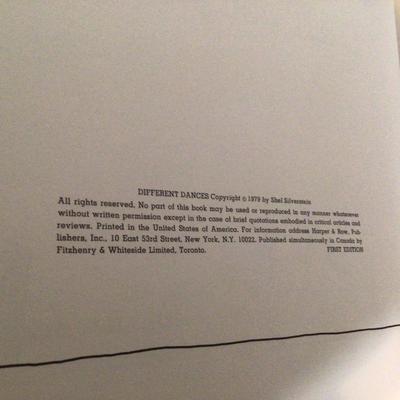 DIFFERENT DANCES Copyright © 1979 by Shel Silverstein
All rights reserved. No part of this book may be used or reproduced in any manner whatsoever
without written permission except in the case of brief quotations embodied in critical articles and
reviews. Printed in the United States of America. For information address Harper & Row, Pub-
lishers, Inc., 10 East 53rd Street, New York, N.Y. 10022. Published simultaneously in Canada by
Fitzhenry & Whiteside Limited, Toronto. FIRST EDITION